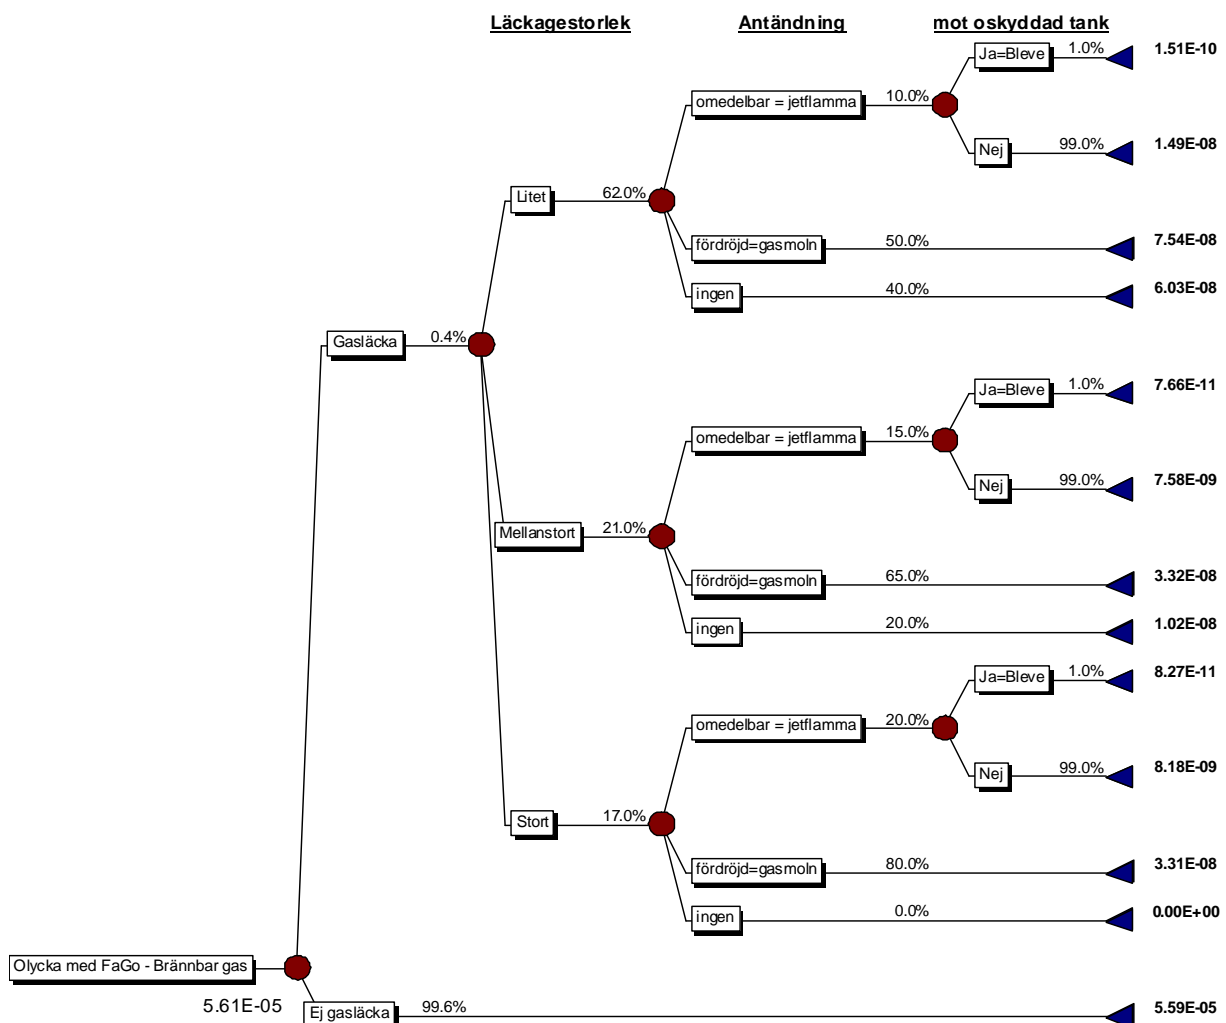 Läckagestorlek Antändning mot oskyddad tank
Ja=Bleve 1.0% 1.51E-10
omedelbar = jetflamma 10.0%
Nej 99.0% 1.49E-08
Litet 62.0%
fördröjd=gasmoln 50.0% 7.54E-08
ingen 40.0% 6.03E-08
Gasläcka 0.4%
Ja=Bleve 1.0% 7.66E-11
omedelbar = jetflamma 15.0%
Nej 99.0% 7.58E-09
Mellanstort 21.0%
fördröjd=gasmoln 65.0% 3.32E-08
ingen 20.0% 1.02E-08
Ja=Bleve 1.0% 8.27E-11
omedelbar = jetflamma 20.0%
Nej 99.0% 8.18E-09
Stort 17.0%
fördröjd=gasmoln 80.0% 3.31E-08
ingen 0.0% 0.00E+00
Olycka med FaGo - Brännbar gas
5.61E-05
Ej gasläcka 99.6% 5.59E-05